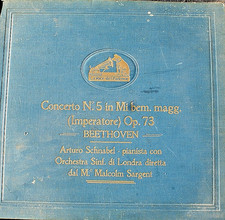 Concerto N.5 in Mi bem. magg.
(Imperatore) Op. 73
BEETHOVEN
Arturo Schnabel - pianista con
Orchestra Sinf. di Londra diretta
dal M. Malcolm Sargent